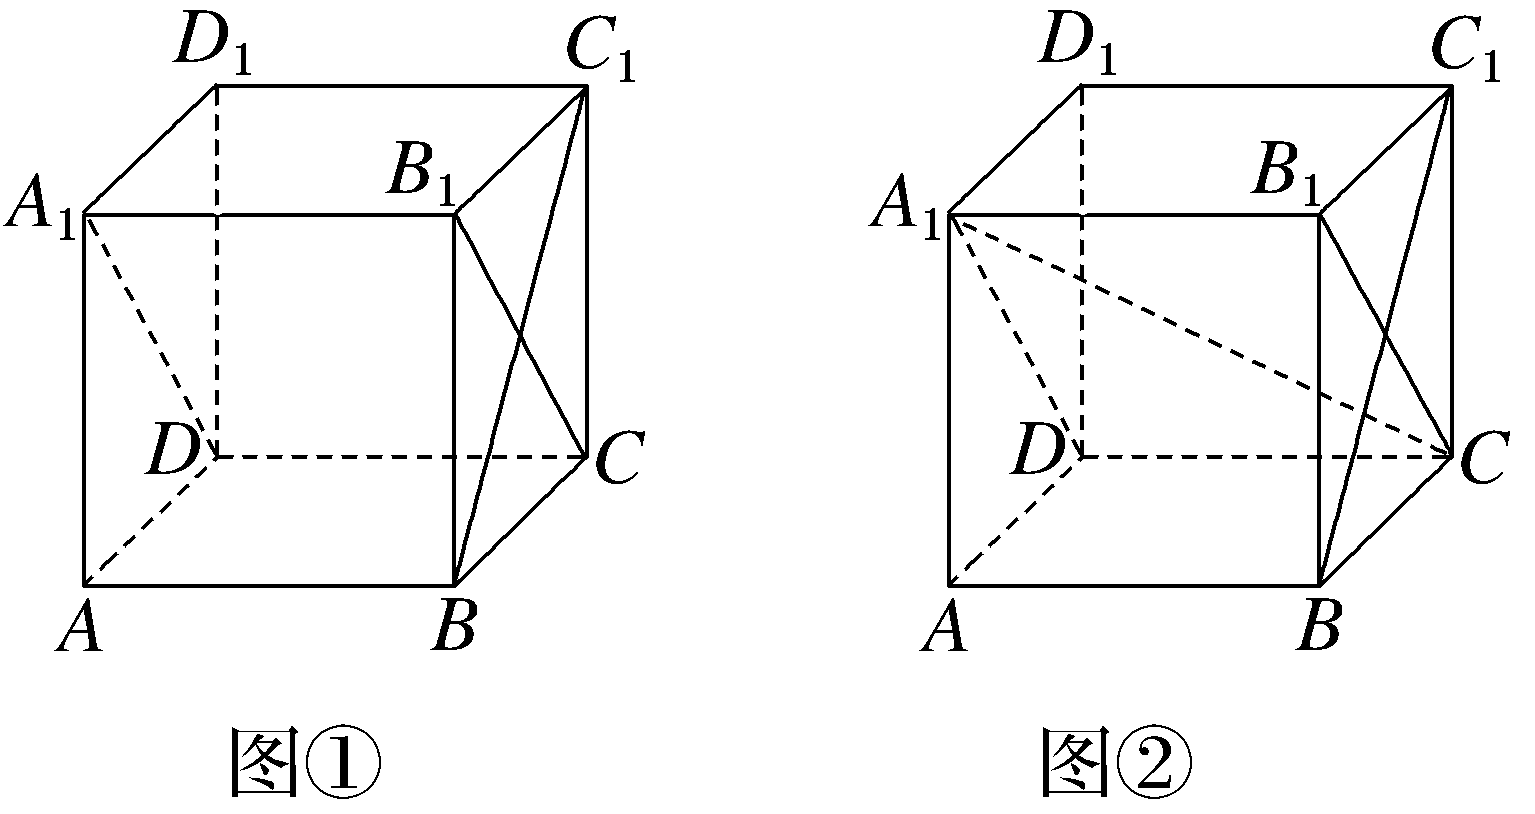 D₁ C₁ D₁ C₁
A₁ B₁ A₁ B₁
D C D C
A B A B
图① 图②